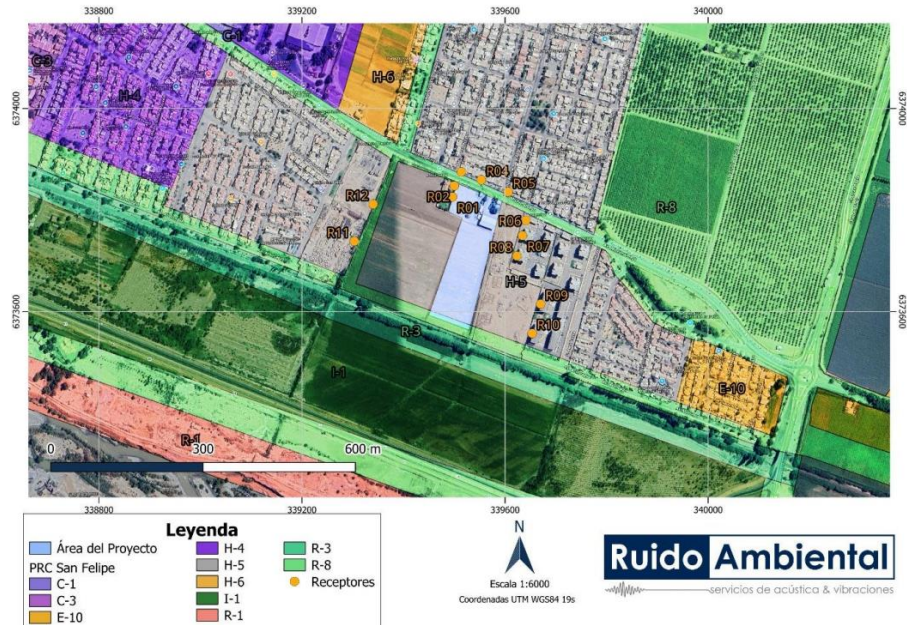 338800
339200
339600
340000
6374000
6374000
C-1
C-3
H-6
H-4
R04
R05
R12
R02
R01
R-8
R06
R11
R08
R07
H-5
R09
6373600
6373600
R-3
R10
I-1
E-10
R-1
0
300
600 m
338800
339200
339600
340000
Leyenda
Área del Proyecto
PRC San Felipe
C-1
C-3
E-10
H-4
H-5
H-6
I-1
R-1
R-3
R-8
Receptores
N
Escala 1:6000
Coordenadas UTM WGS84 19s
Ruido Ambiental
servicios de acústica & vibraciones